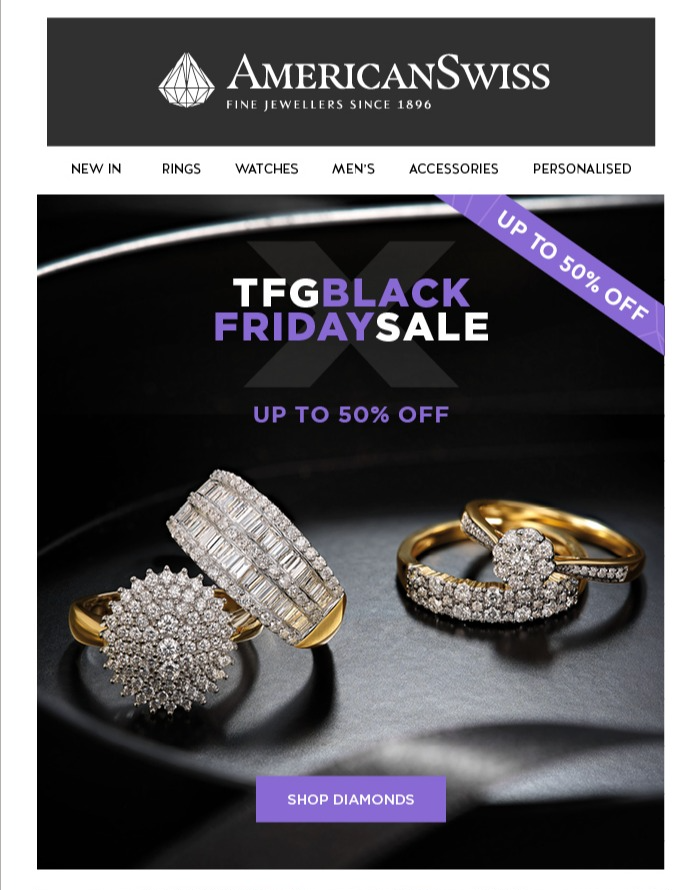 AMERICANSWISS
FINE JEWELLERS SINCE 1896
NEW IN RINGS WATCHES MEN'S ACCESSORIES PERSONALISED
UP TO 50% OFF
TFGBLACK
FRIDAYSALE
UP TO 50% OFF
SHOP DIAMONDS